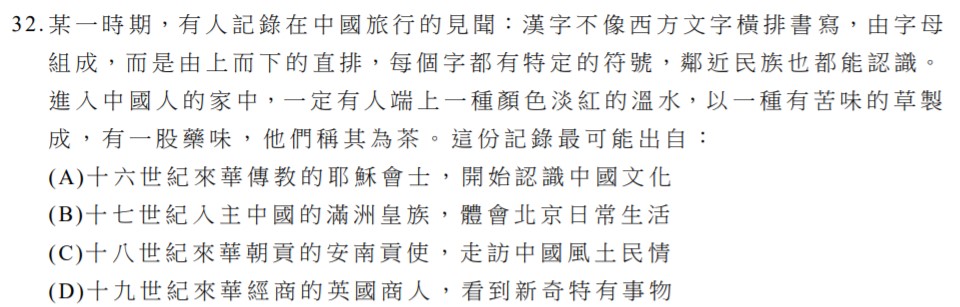 32.某一時期，有人記錄在中國旅行的見聞：漢字不像西方文字橫排書寫，由字母
組成，而是由上而下的直排，每個字都有特定的符號，鄰近民族也都能認識。
進入中國人的家中，一定有人端上一種顏色淡紅的溫水，以一種有苦味的草製
成，有一股藥味，他們稱其為茶。這份記錄最可能出自：
(A)十六世紀來華傳教的耶穌會士，開始認識中國文化
(B)十七世紀入主中國的滿洲皇族，體會北京日常生活
(C)十八世紀來華朝貢的安南貢使，走訪中國風土民情
(D)十九世紀來華經商的英國商人，看到新奇特有事物